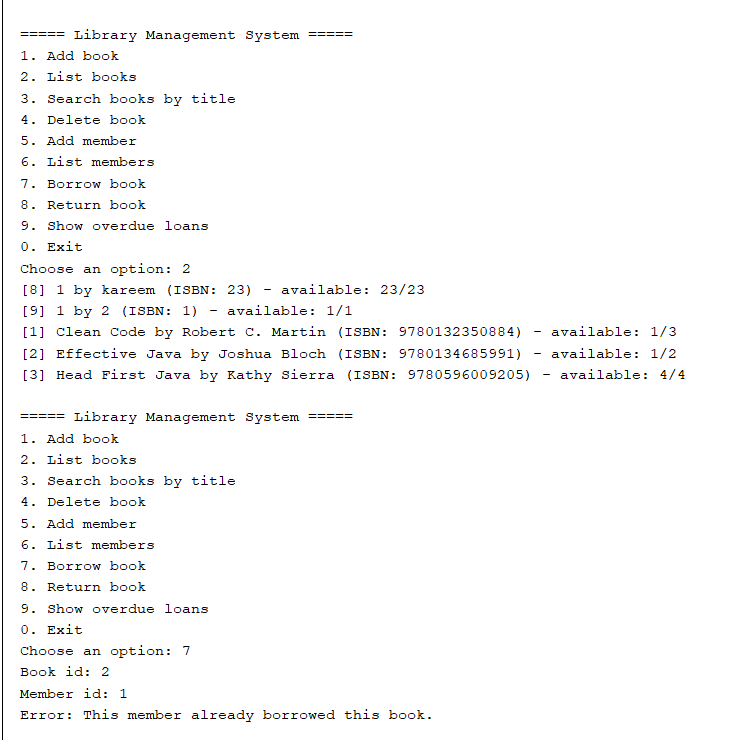 ===== Library Management System =====
1. Add book
2. List books
3. Search books by title
4. Delete book
5. Add member
6. List members
7. Borrow book
8. Return book
9. Show overdue loans
0. Exit
Choose an option: 2
[8] 1 by kareem (ISBN: 23) - available: 23/23
[9] 1 by 2 (ISBN: 1) - available: 1/1
[1] Clean Code by Robert C. Martin (ISBN: 9780132350884) - available: 1/3
[2] Effective Java by Joshua Bloch (ISBN: 9780134685991) - available: 1/2
[3] Head First Java by Kathy Sierra (ISBN: 9780596009205) - available: 4/4
===== Library Management System =====
1. Add book
2. List books
3. Search books by title
4. Delete book
5. Add member
6. List members
7. Borrow book
8. Return book
9. Show overdue loans
0. Exit
Choose an option: 7
Book id: 2
Member id: 1
Error: This member already borrowed this book.